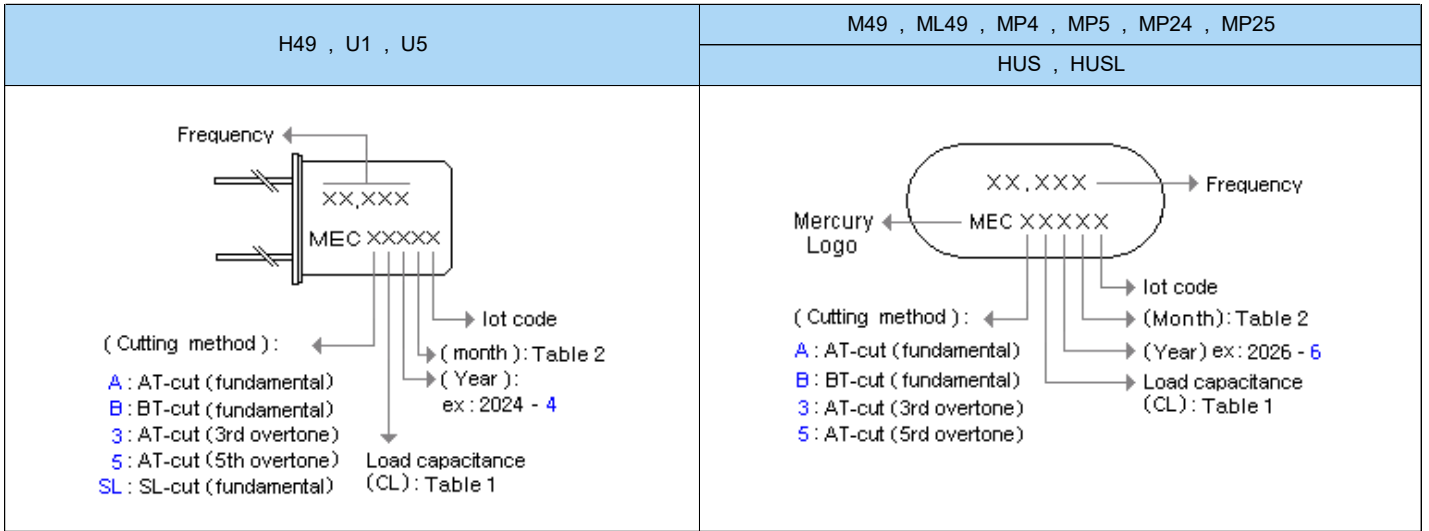 H49 , U1 , U5
Frequency
XX.XXX
MEC XXXXX
lot code
( month ): Table 2
( Year ):
ex : 2024 - 4
( Cutting method ):
A : AT-cut (fundamental)
B : BT-cut (fundamental)
3 : AT-cut (3rd overtone)
5 : AT-cut (5th overtone)
SL : SL-cut (fundamental)
Load capacitance
(CL) : Table 1
M49 , ML49 , MP4 , MP5 , MP24 , MP25
HUS , HUSL
XX.XXX
Frequency
Mercury
Logo
MEC XXXXX
lot code
(Month): Table 2
(Year) ex : 2026 - 6
Load capacitance
(CL) : Table 1
( Cutting method ):
A : AT-cut (fundamental)
B : BT-cut (fundamental)
3 : AT-cut (3rd overtone)
5 : AT-cut (5rd overtone)